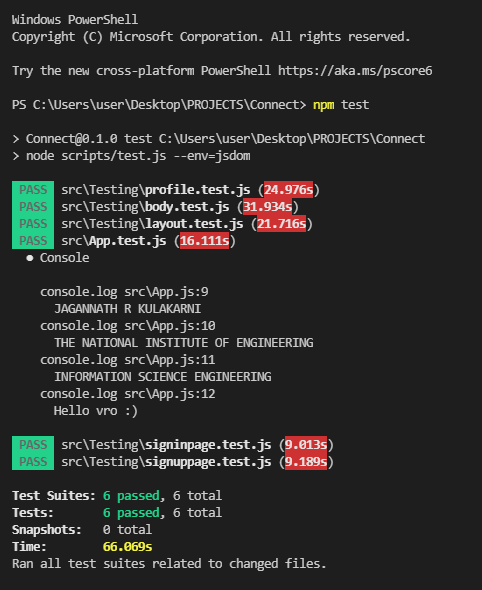 Windows PowerShell
Copyright (C) Microsoft Corporation. All rights reserved.
Try the new cross-platform PowerShell https://aka.ms/pscore6
PS C:\Users\user\Desktop\PROJECTS\Connect> npm test
> Connect@0.1.0 test C:\Users\user\Desktop\PROJECTS\Connect
> node scripts/test.js --env=jsdom
PASS src\Testing\profile.test.js (24.976s)
PASS src\Testing\body.test.js (31.934s)
PASS src\Testing\layout.test.js (21.716s)
PASS src\App.test.js (16.111s)
● Console
console.log src\App.js:9
JAGANNATH R KULAKARNI
console.log src\App.js:10
THE NATIONAL INSTITUTE OF ENGINEERING
console.log src\App.js:11
INFORMATION SCIENCE ENGINEERING
console.log src\App.js:12
Hello vro :)
PASS src\Testing\signinpage.test.js (9.013s)
PASS src\Testing\signuppage.test.js (9.189s)
Test Suites: 6 passed, 6 total
Tests: 6 passed, 6 total
Snapshots: 0 total
Time: 66.069s
Ran all test suites related to changed files.